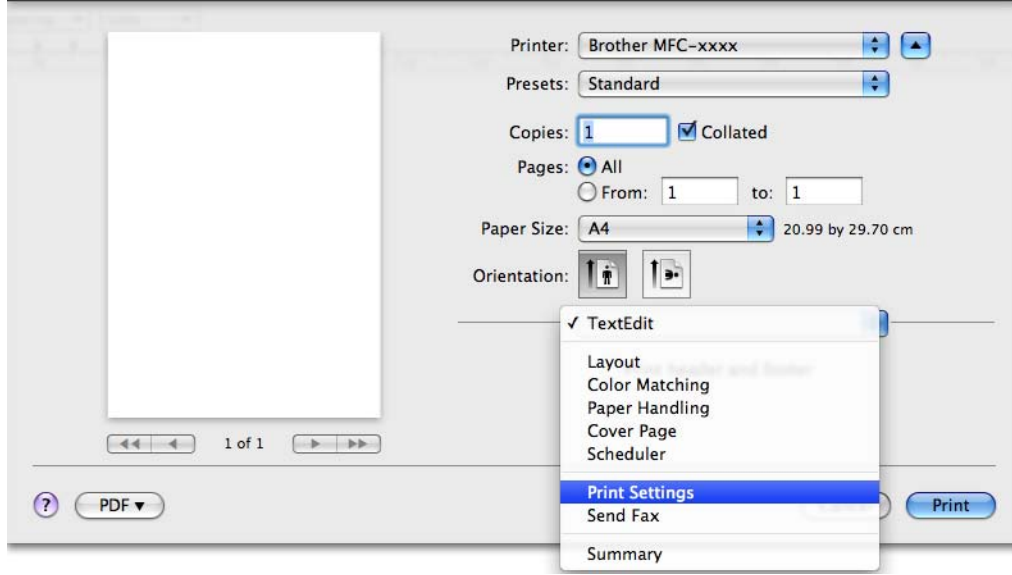 Printer: Brother MFC-xxxx
Presets: Standard
Copies: 1 Collated
Pages: All
From: 1 to: 1
Paper Size: A4 20.99 by 29.70 cm
Orientation:
✓ TextEdit
Layout
Color Matching
Paper Handling
Cover Page
Scheduler
Print Settings
Send Fax
Summary
1 of 1
? PDF ▾ Print